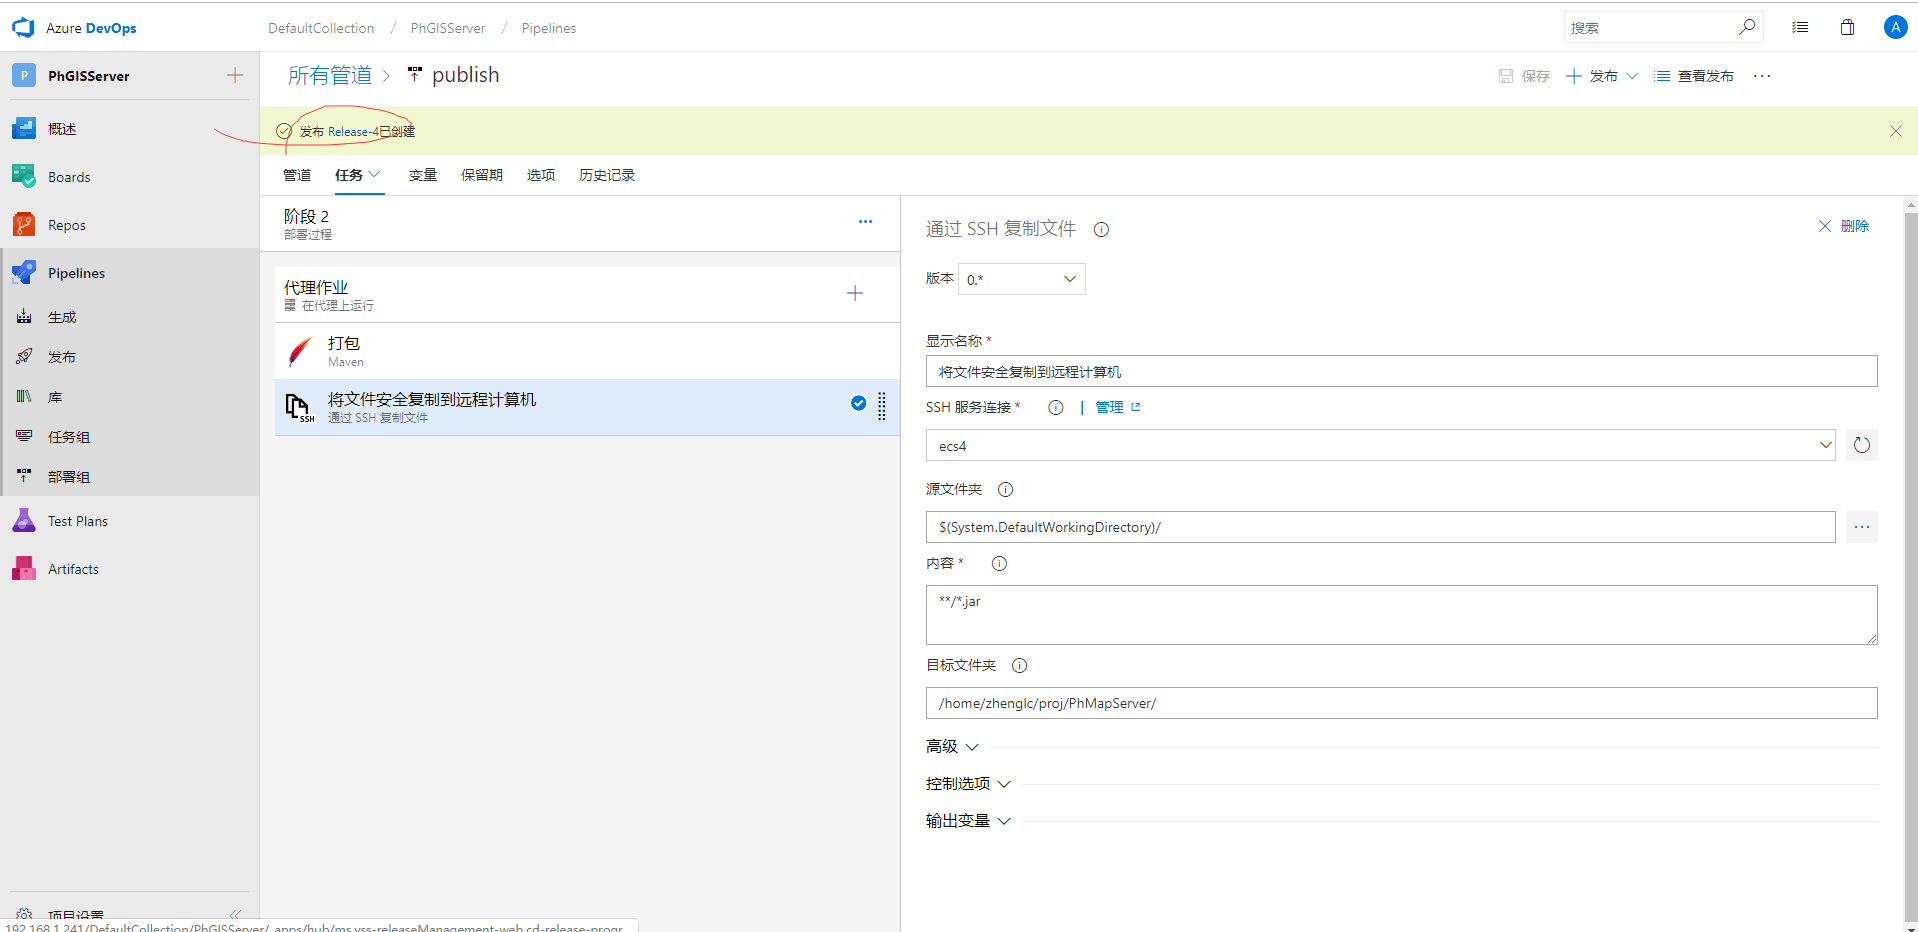 Azure DevOps
DefaultCollection / PhGISServer / Pipelines
搜索
A
P PhGISServer
概述
Boards
Repos
Pipelines
生成
发布
库
任务组
部署组
Test Plans
Artifacts
项目设置
所有管道 > publish
保存
发布
查看发布
发布 Release-4已创建
管道 任务 变量 保留期 选项 历史记录
阶段 2
部署过程
代理作业
在代理上运行
打包
Maven
将文件安全复制到远程计算机
通过 SSH 复制文件
SSH
通过 SSH 复制文件
删除
版本 0.*
显示名称 *
将文件安全复制到远程计算机
SSH 服务连接 * | 管理
ecs4
源文件夹
$(System.DefaultWorkingDirectory)/
内容 *
**/*.jar
目标文件夹
/home/zhenglc/proj/PhMapServer/
高级
控制选项
输出变量
192.168.1.241/DefaultCollection/PhGISServer/_apps/hub/ms.vss-releaseManagement-web.cd-release-progr...